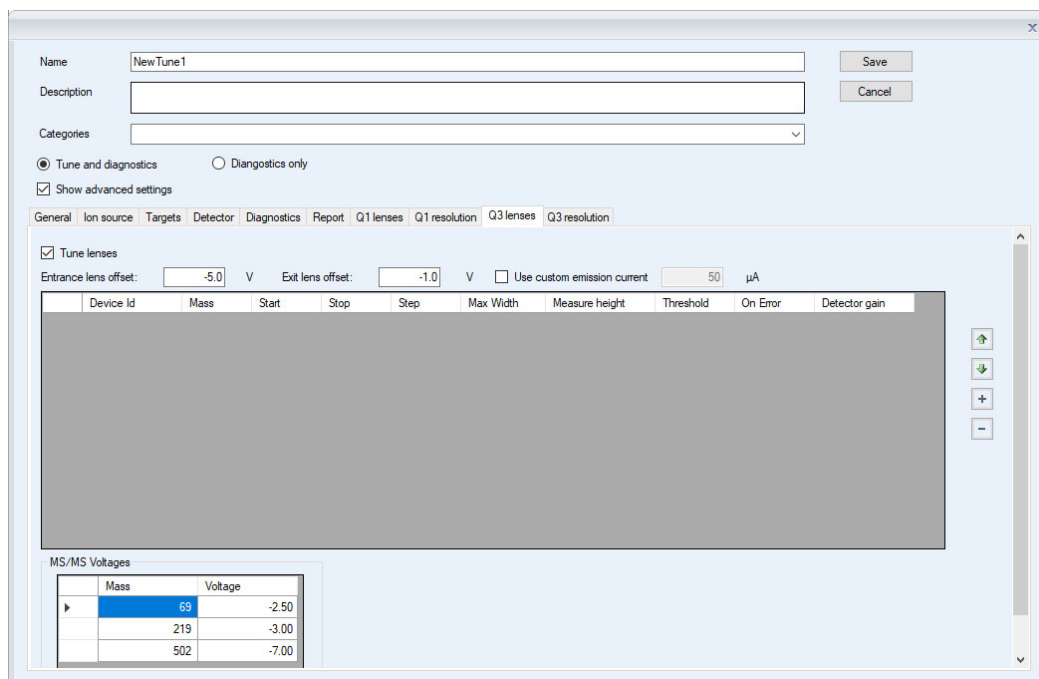 x
Name NewTune1 Save
Description Cancel
Categories
Tune and diagnostics Diangostics only
Show advanced settings
General Ion source Targets Detector Diagnostics Report Q1 lenses Q1 resolution Q3 lenses Q3 resolution
Tune lenses
Entrance lens offset: -5.0 V Exit lens offset: -1.0 V Use custom emission current 50 µA
Device Id Mass Start Stop Step Max Width Measure height Threshold On Error Detector gain
+
-
MS/MS Voltages
Mass Voltage
69 -2.50
219 -3.00
502 -7.00